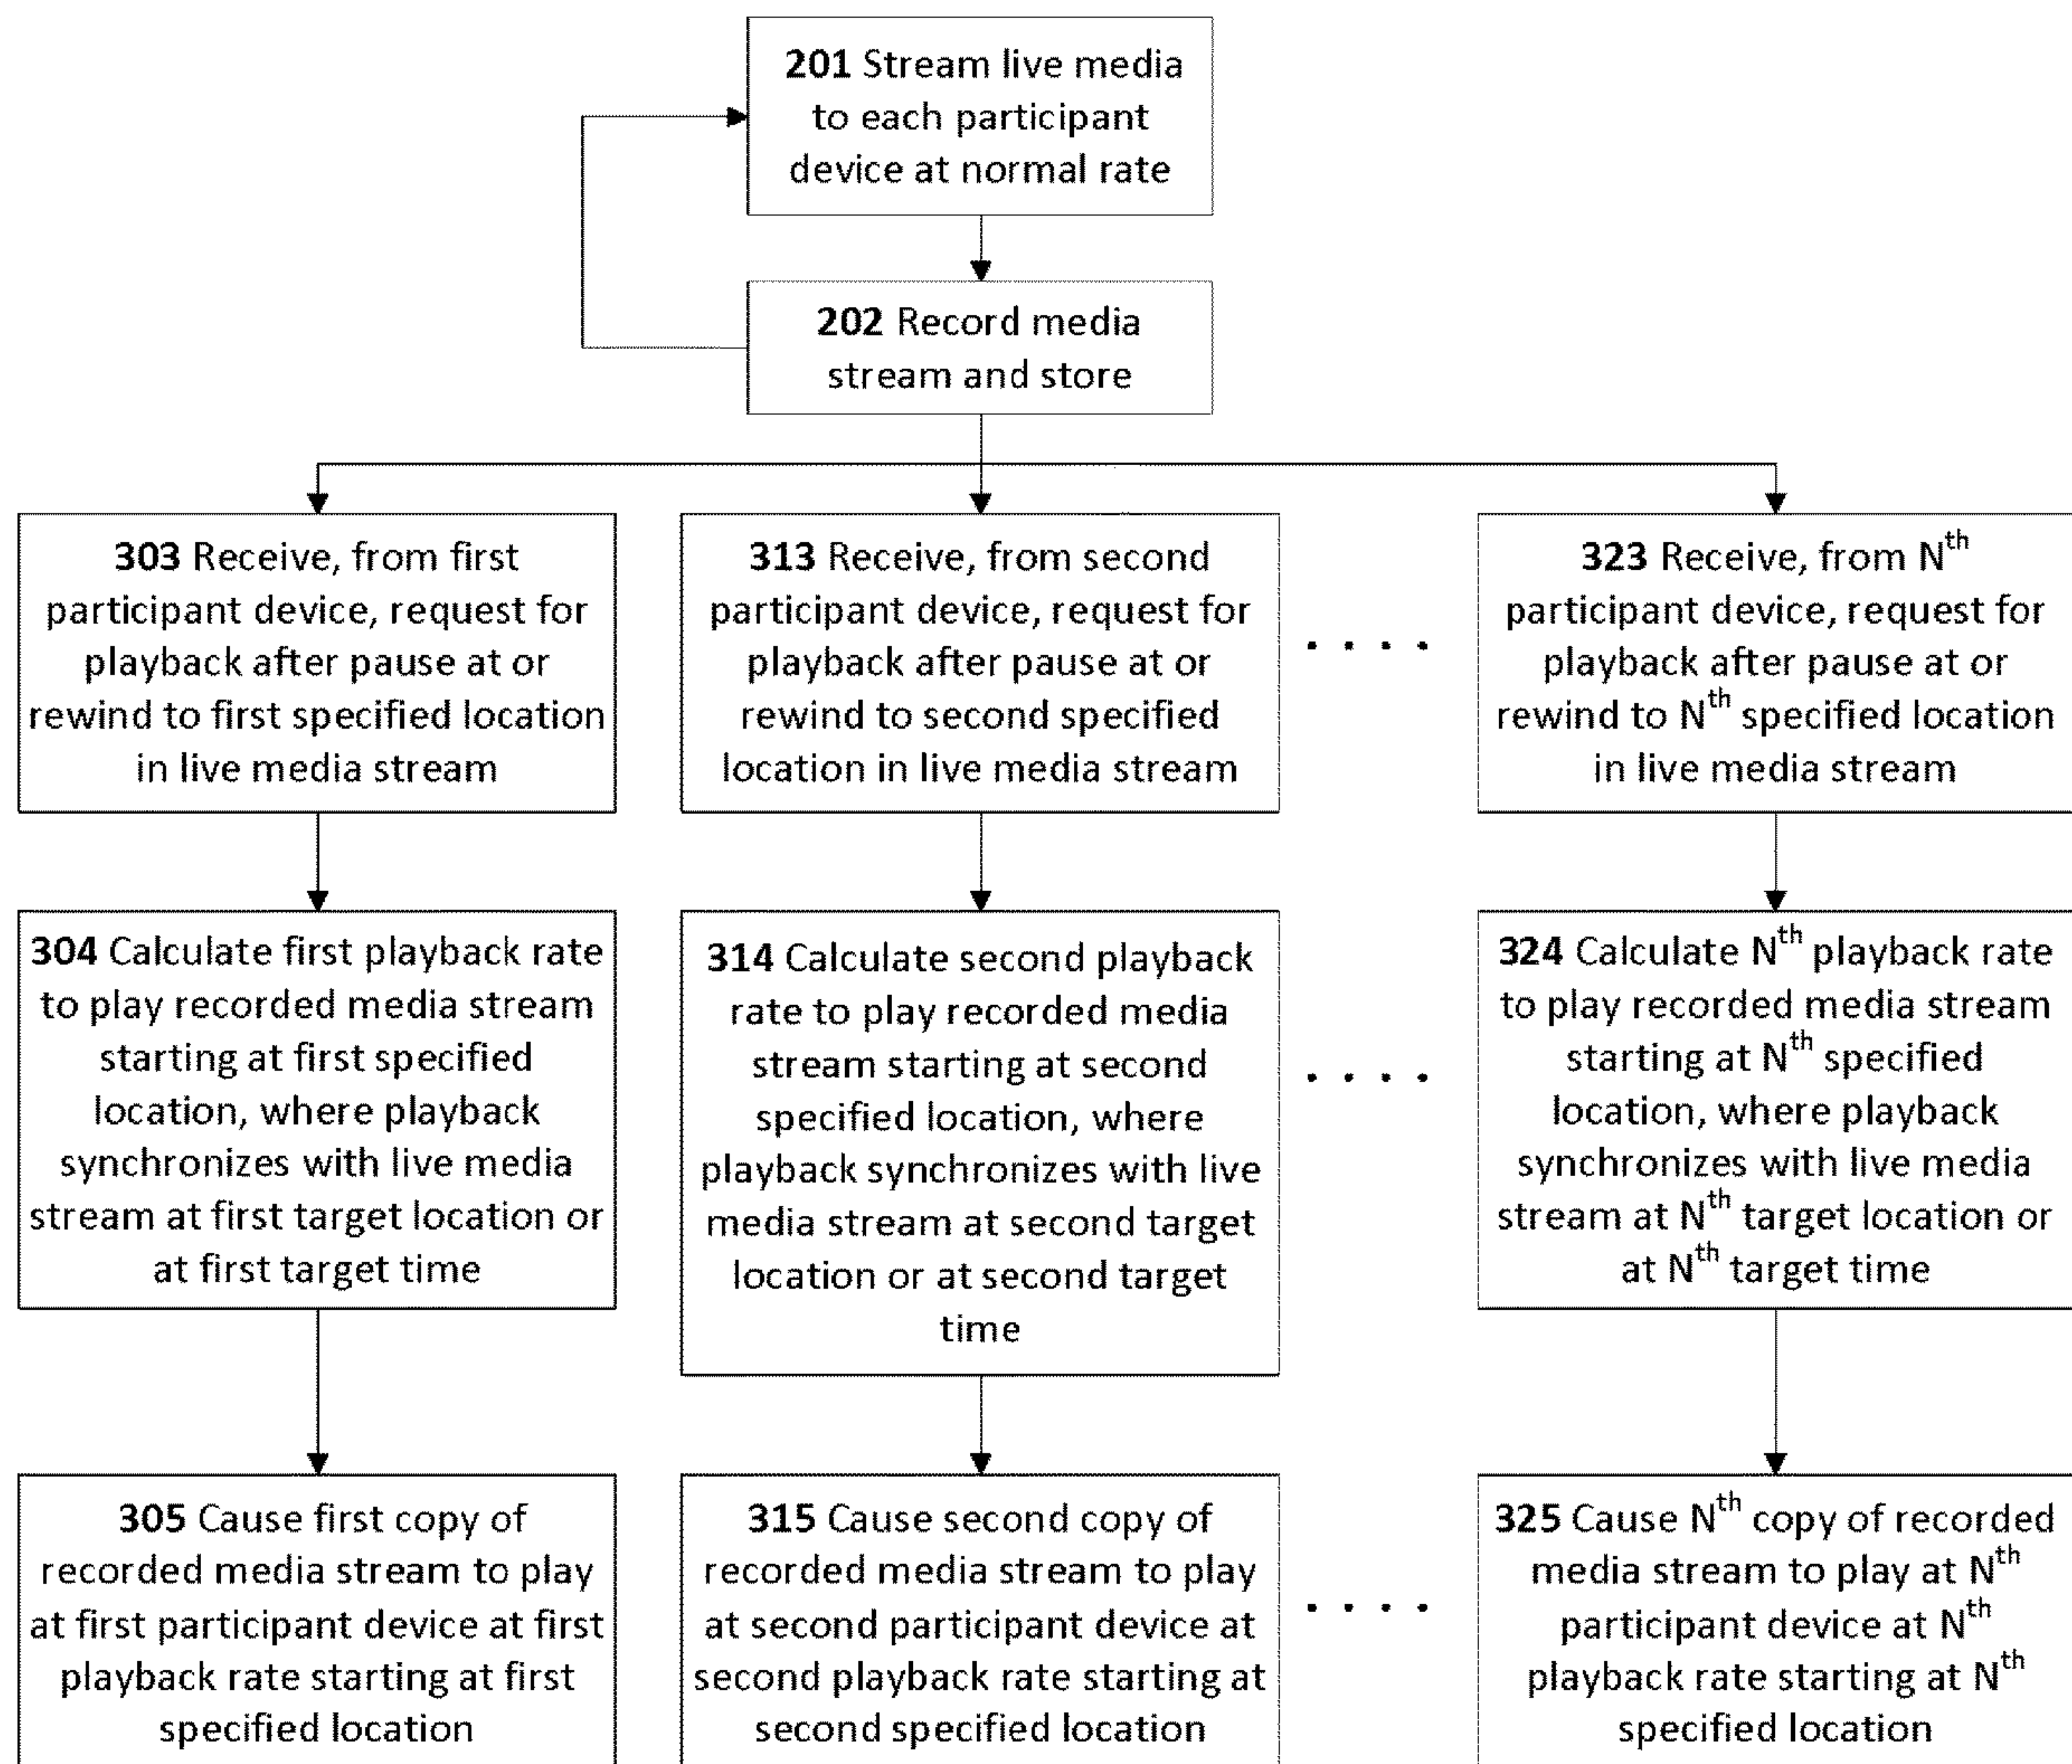 201 Stream live media
to each participant
device at normal rate
202 Record media
stream and store
303 Receive, from first
participant device, request for
playback after pause at or
rewind to first specified location
in live media stream
313 Receive, from second
participant device, request for
playback after pause at or
rewind to second specified
location in live media stream
. . . .
323 Receive, from Nth
participant device, request for
playback after pause at or
rewind to Nth specified location
in live media stream
304 Calculate first playback rate
to play recorded media stream
starting at first specified
location, where playback
synchronizes with live media
stream at first target location or
at first target time
314 Calculate second playback
rate to play recorded media
stream starting at second
specified location, where
playback synchronizes with live
media stream at second target
location or at second target
time
. . . .
324 Calculate Nth playback rate
to play recorded media stream
starting at Nth specified
location, where playback
synchronizes with live media
stream at Nth target location or
at Nth target time
305 Cause first copy of
recorded media stream to play
at first participant device at first
playback rate starting at first
specified location
315 Cause second copy of
recorded media stream to play
at second participant device at
second playback rate starting at
second specified location
. . . .
325 Cause Nth copy of recorded
media stream to play at Nth
participant device at Nth
playback rate starting at Nth
specified location